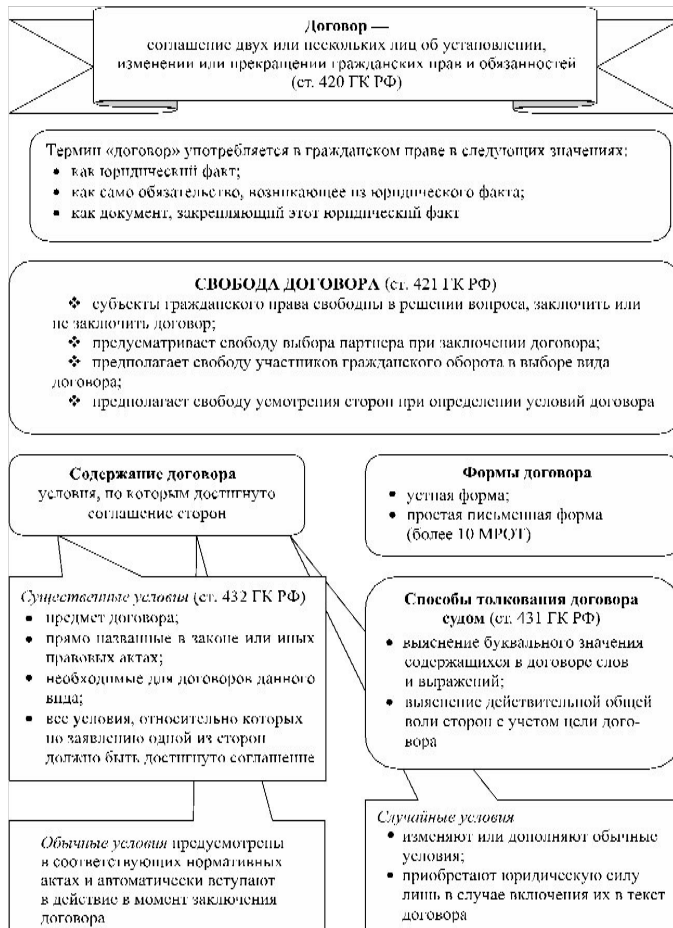 Договор —
соглашение двух или нескольких лиц об установлении,
изменении или прекращении гражданских прав и обязанностей
(ст. 420 ГК РФ)
Термин «договор» употребляется в гражданском праве в следующих значениях:
• как юридический факт;
• как само обязательство, возникающее из юридического факта;
• как документ, закрепляющий этот юридический факт
СВОБОДА ДОГОВОРА (ст. 421 ГК РФ)
❖ субъекты гражданского права свободны в решении вопроса, заключить или
не заключить договор;
❖ предусматривает свободу выбора партнера при заключении договора;
❖ предполагает свободу участников гражданского оборота в выборе вида
договора;
❖ предполагает свободу усмотрения сторон при определении условий договора
Содержание договора
условия, по которым достигнуто
соглашение сторон
Формы договора
• устная форма;
• простая письменная форма
(более 10 МРОТ)
Существенные условия (ст. 432 ГК РФ)
• предмет договора;
• прямо названные в законе или иных
правовых актах;
• необходимые для договоров данного
вида;
• все условия, относительно которых
по заявлению одной из сторон
должно быть достигнуто соглашение
Способы толкования договора
судом (ст. 431 ГК РФ)
• выяснение буквального значения
содержащихся в договоре слов
и выражений;
• выяснение действительной общей
воли сторон с учетом цели дого-
вора
Обычные условия предусмотрены
в соответствующих нормативных
актах и автоматически вступают
в действие в момент заключения
договора
Случайные условия
• изменяют или дополняют обычные
условия;
• приобретают юридическую силу
лишь в случае включения их в текст
договора